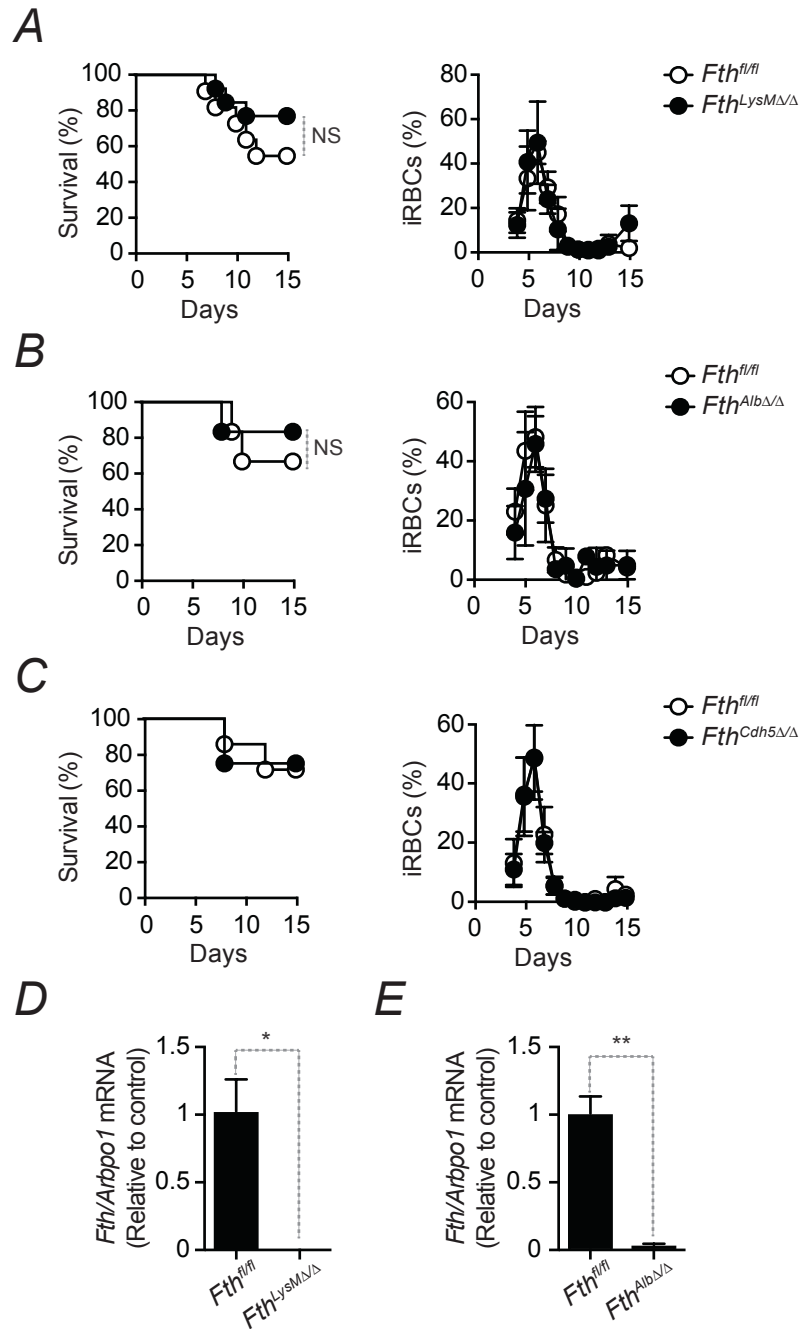 A
Survival (%)
100
80
60
40
20
0
0 5 10 15
Days
NS
iRBCs (%)
80
60
40
20
0
0 5 10 15
Days
Fth^fl/fl
Fth^LysMΔ/Δ
B
Survival (%)
100
80
60
40
20
0
0 5 10 15
Days
NS
iRBCs (%)
60
40
20
0
0 5 10 15
Days
Fth^fl/fl
Fth^AlbΔ/Δ
C
Survival (%)
100
80
60
40
20
0
0 5 10 15
Days
iRBCs (%)
60
40
20
0
0 5 10 15
Days
Fth^fl/fl
Fth^Cdh5Δ/Δ
D
Fth/Arbpo1 mRNA
(Relative to control)
1.5
1
0.5
0
*
Fth^fl/fl
Fth^LysMΔ/Δ
E
Fth/Arbpo1 mRNA
(Relative to control)
1.5
1
0.5
0
**
Fth^fl/fl
Fth^AlbΔ/Δ